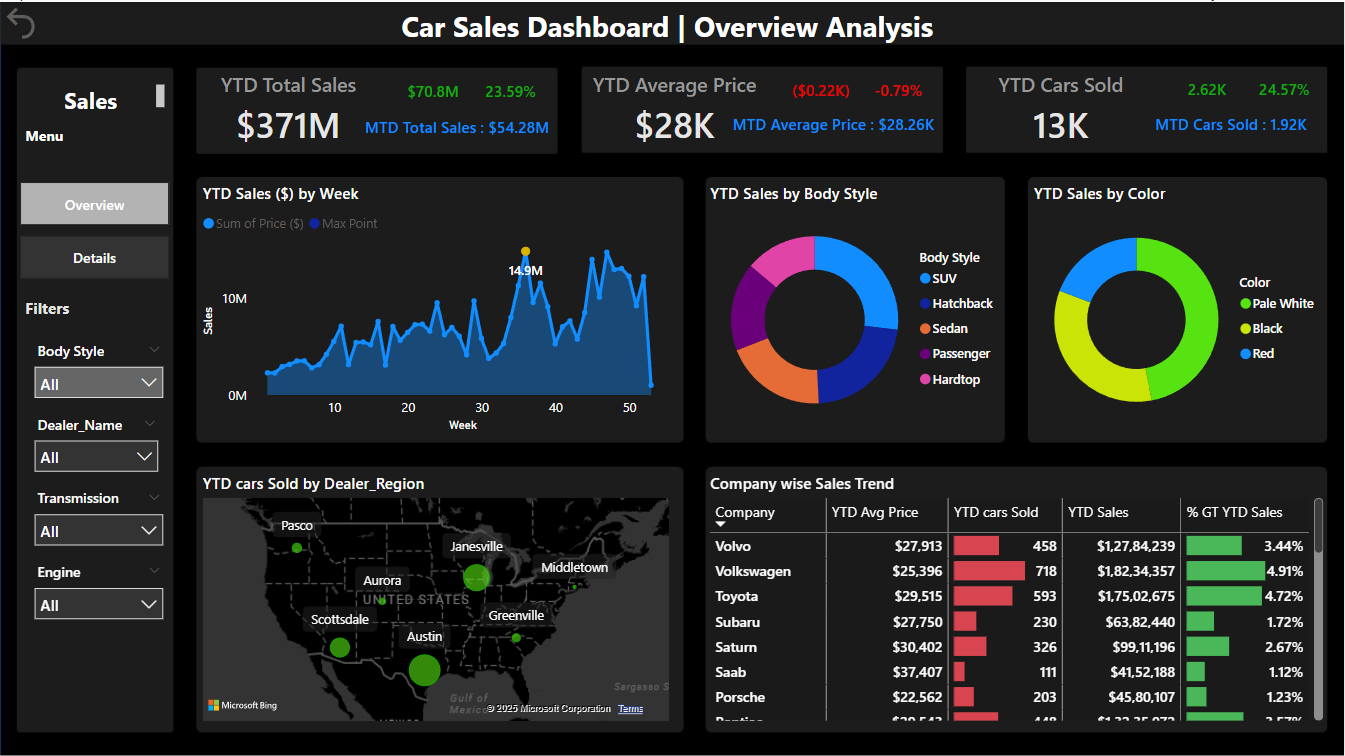 Car Sales Dashboard | Overview Analysis
Sales
Menu
Overview
Details
Filters
Body Style
All
Dealer_Name
All
Transmission
All
Engine
All
YTD Total Sales
$70.8M 23.59%
$371M
MTD Total Sales : $54.28M
YTD Average Price
($0.22K) -0.79%
$28K
MTD Average Price : $28.26K
YTD Cars Sold
2.62K 24.57%
13K
MTD Cars Sold : 1.92K
YTD Sales ($) by Week
Sum of Price ($) Max Point
14.9M
10M
0M
Sales
10 20 30 40 50
Week
YTD Sales by Body Style
Body Style
SUV
Hatchback
Sedan
Passenger
Hardtop
YTD Sales by Color
Color
Pale White
Black
Red
YTD cars Sold by Dealer_Region
Pasco
Janesville
Middletown
Aurora
UNITED STATES
Scottsdale
Greenville
Austin
Gulf of
Mexico
Sargasso S
Microsoft Bing
© 2025 Microsoft Corporation Terms
Company wise Sales Trend
Company YTD Avg Price YTD cars Sold YTD Sales % GT YTD Sales
Volvo $27,913 458 $1,27,84,239 3.44%
Volkswagen $25,396 718 $1,82,34,357 4.91%
Toyota $29,515 593 $1,75,02,675 4.72%
Subaru $27,750 230 $63,82,440 1.72%
Saturn $30,402 326 $99,11,196 2.67%
Saab $37,407 111 $41,52,188 1.12%
Porsche $22,562 203 $45,80,107 1.23%